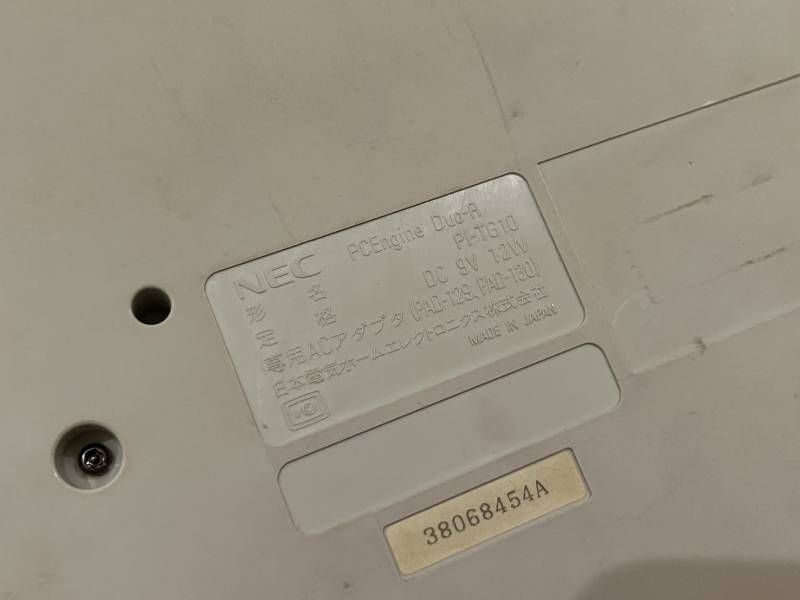 NEC PCEngine Duo-R
形 名 PI-TG10
定 格 DC 9V 12W
専用ACアダプタ(PAD-129,PAD-130)
日本電気ホームエレクトロニクス株式会社
MADE IN JAPAN
38068454A